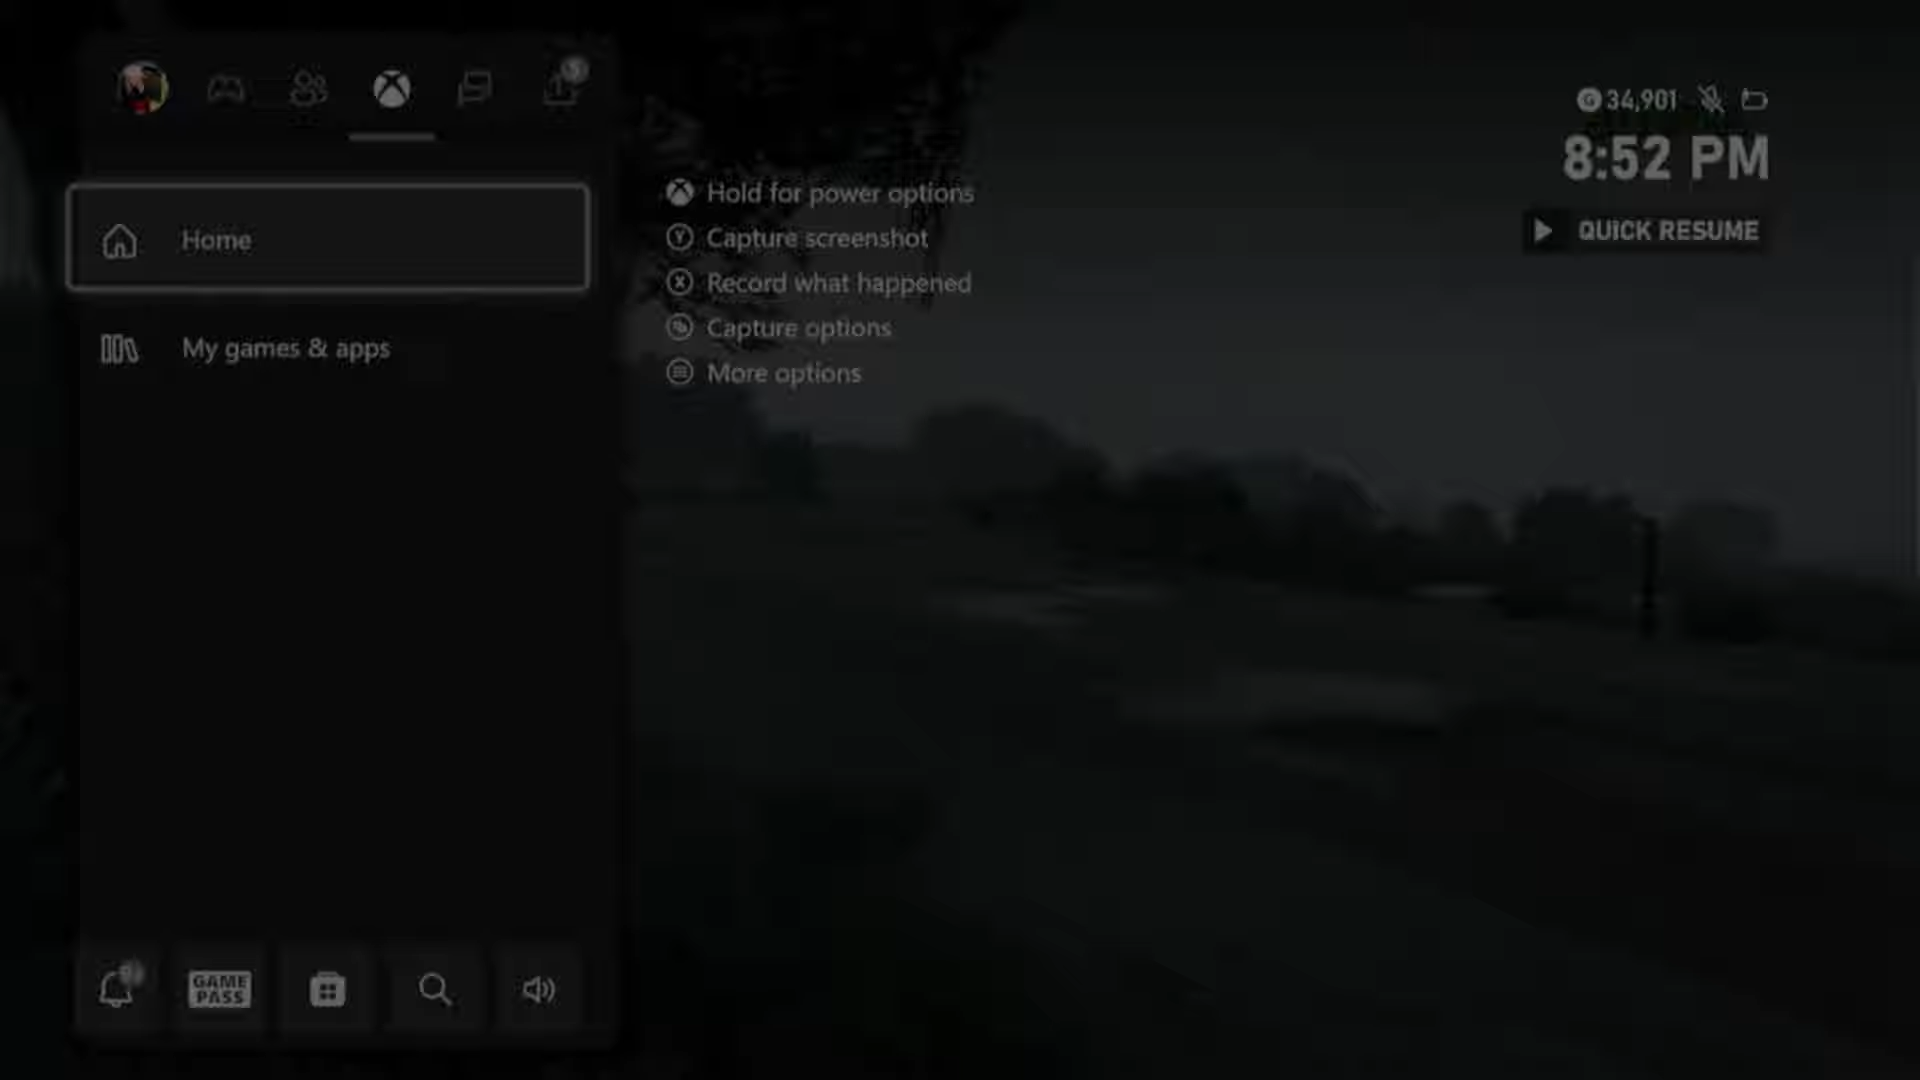 34,901
8:52 PM
QUICK RESUME
Home
My games & apps
Hold for power options
Capture screenshot
Record what happened
Capture options
More options
GAME PASS